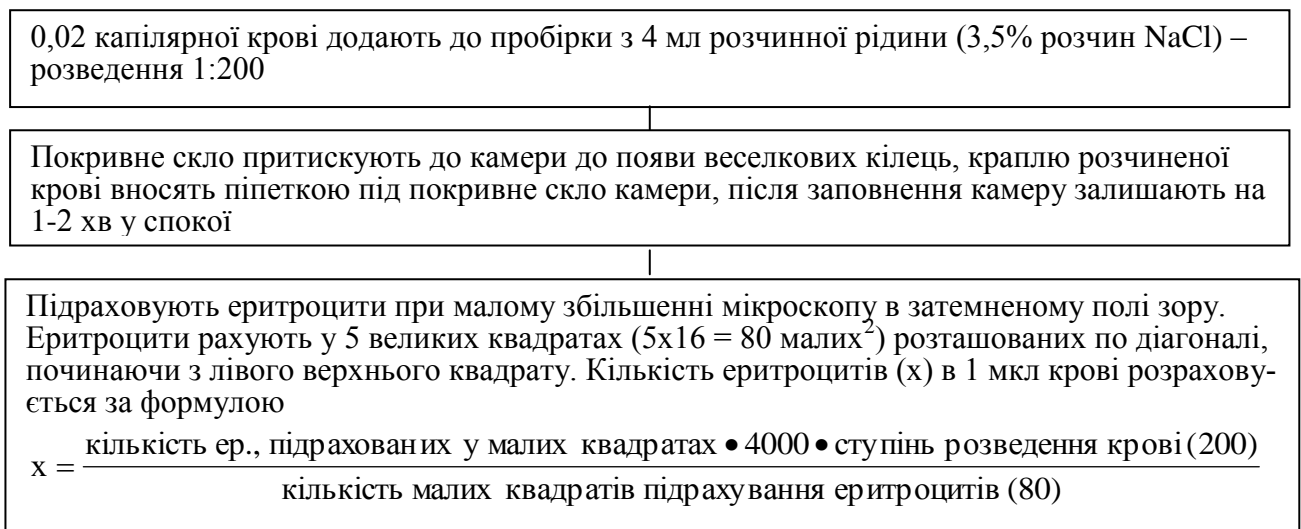 0,02 капілярної крові додають до пробірки з 4 мл розчинної рідини (3,5% розчин NaCl) –
розведення 1:200
Покривне скло притискують до камери до появи веселкових кілець, краплю розчиненої
крові вносять піпеткою під покривне скло камери, після заповнення камеру залишають на
1-2 хв у спокої
Підраховують еритроцити при малому збільшенні мікроскопу в затемненому полі зору.
Еритроцити рахують у 5 великих квадратах (5х16 = 80 малих²) розташованих по діагоналі,
починаючи з лівого верхнього квадрату. Кількість еритроцитів (х) в 1 мкл крові розрахову-
ється за формулою
х = кількість ер., підрахованих у малих квадратах • 4000 • ступінь розведення крові (200)
кількість малих квадратів підрахування еритроцитів (80)